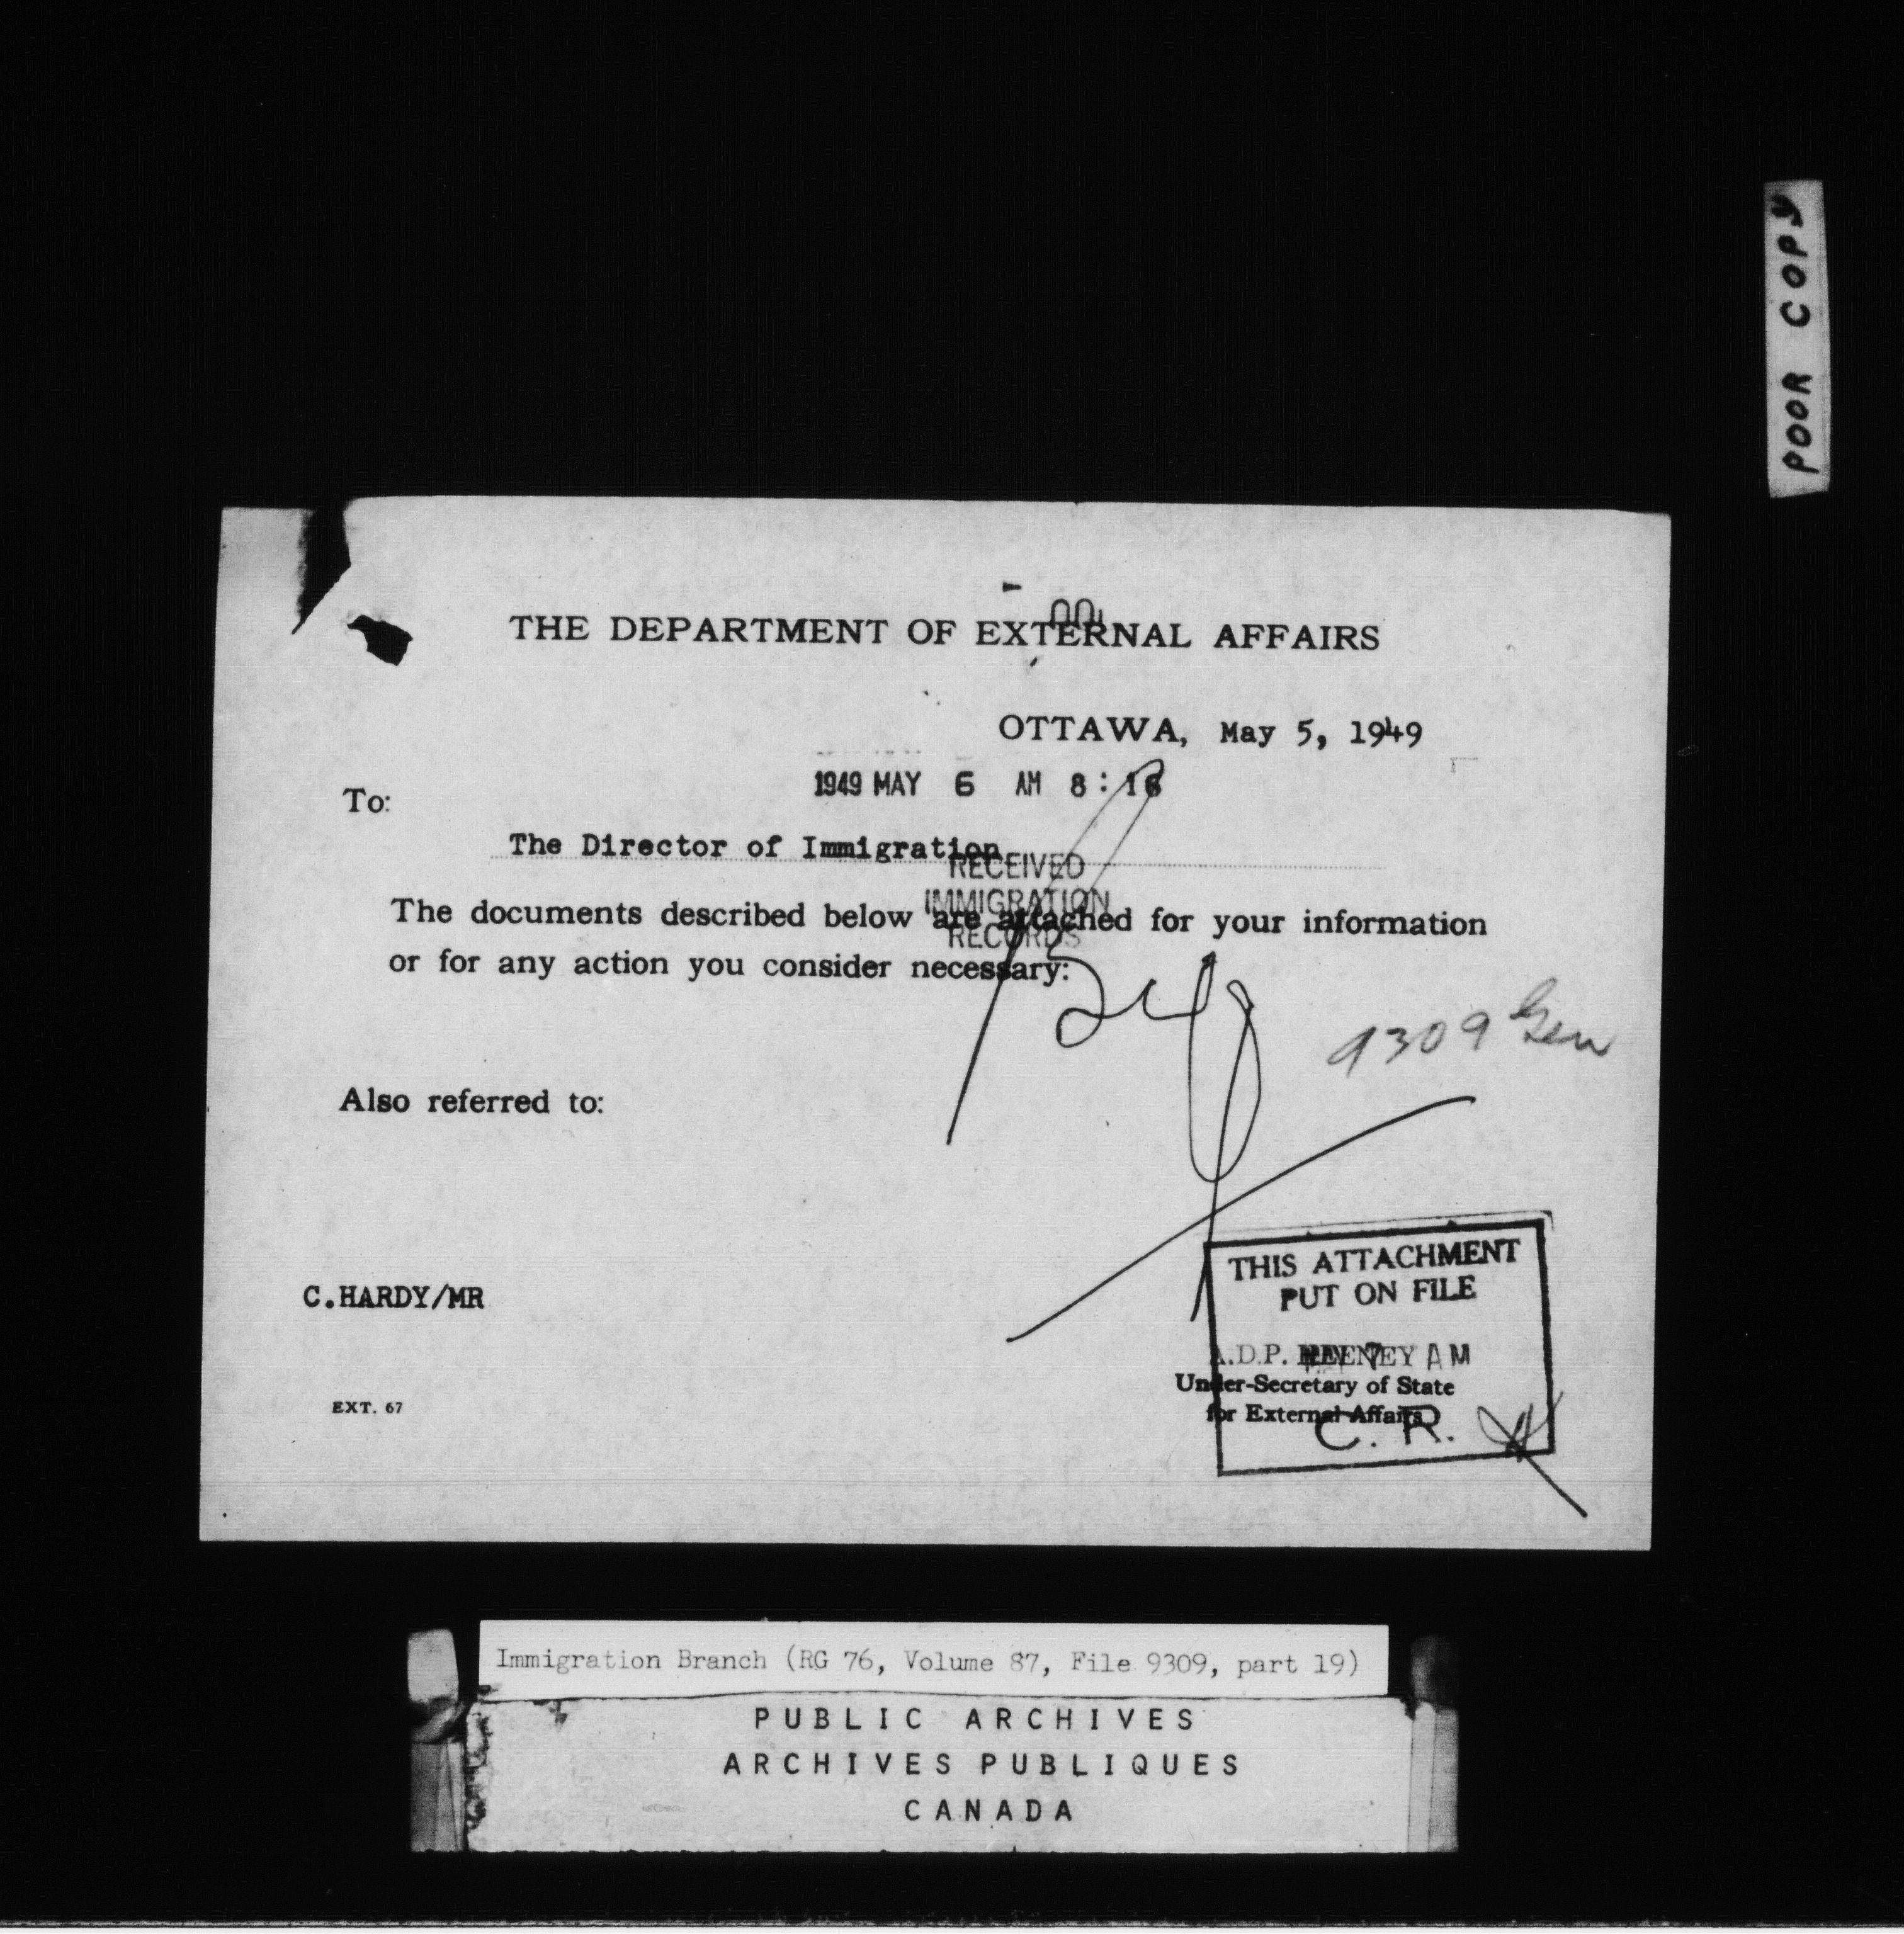 POOR COPY
THE DEPARTMENT OF EXTERNAL AFFAIRS
OTTAWA, May 5, 1949
1949 MAY 6 AM 8:16
To:
The Director of Immigration
RECEIVED
IMMIGRATION
RECORDS
The documents described below are attached for your information
or for any action you consider necessary:
9309 Gen
Also referred to:
THIS ATTACHMENT
PUT ON FILE
C.HARDY/MR
A.D.P. HEENEY
MAY 7 AM
Under-Secretary of State
for External Affairs
C. R.
EXT. 67
Immigration Branch (RG 76, Volume 87, File 9309, part 19)
PUBLIC ARCHIVES
ARCHIVES PUBLIQUES
CANADA